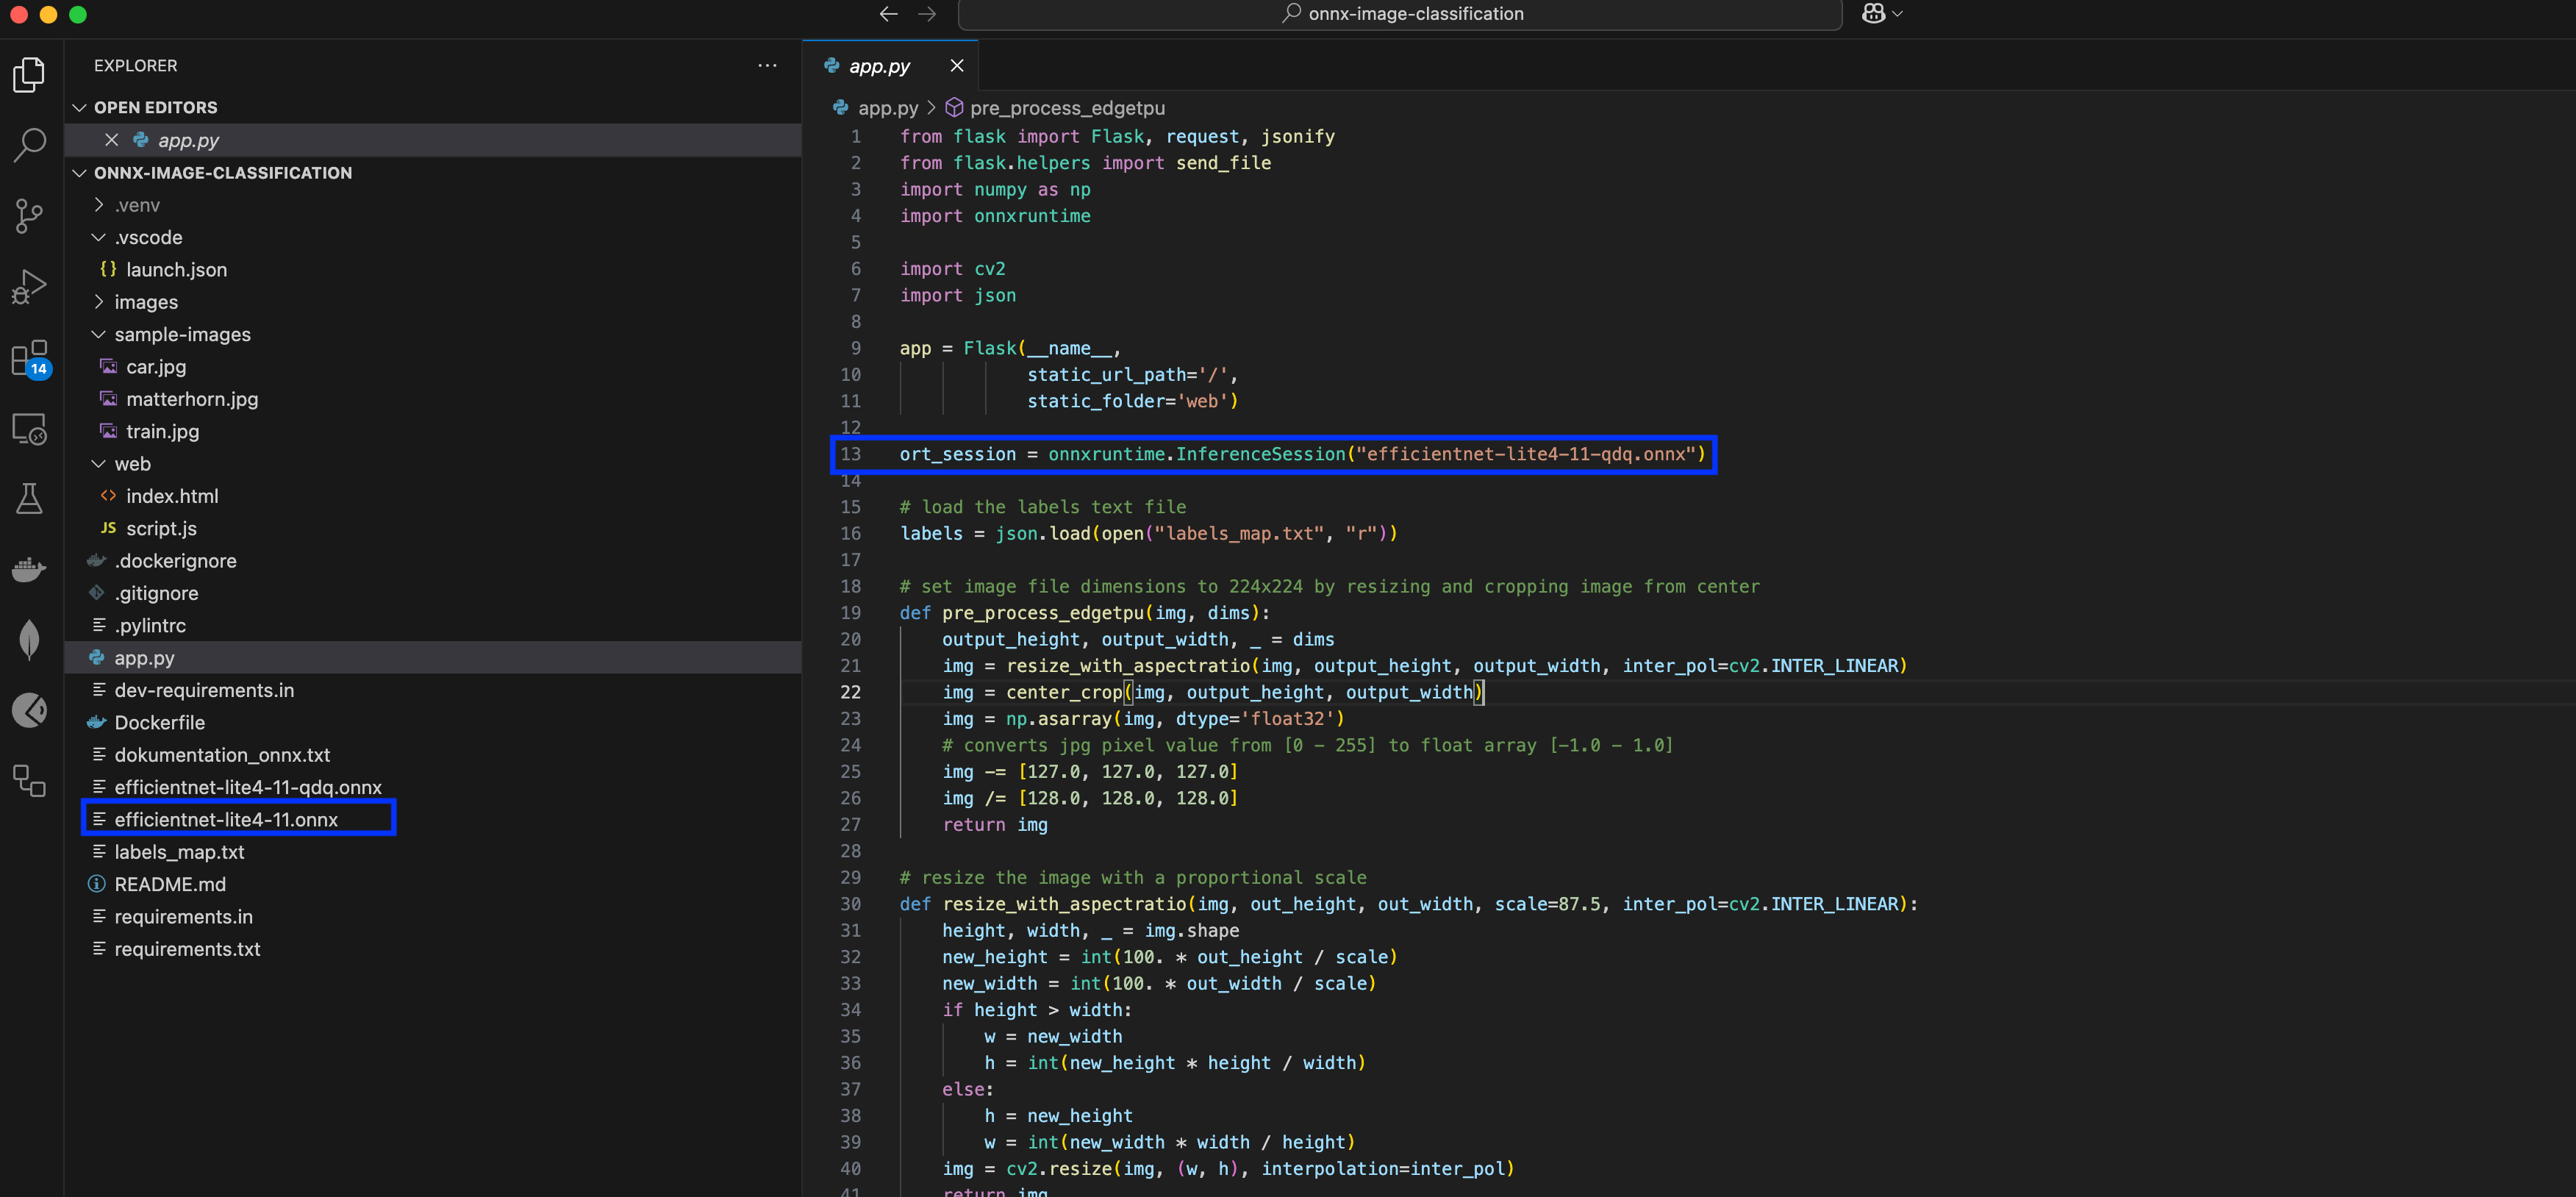 onnx-image-classification
EXPLORER
OPEN EDITORS
app.py
ONNX-IMAGE-CLASSIFICATION
.venv
.vscode
{} launch.json
images
sample-images
car.jpg
matterhorn.jpg
train.jpg
web
<> index.html
JS script.js
.dockerignore
.gitignore
.pylintrc
app.py
dev-requirements.in
Dockerfile
dokumentation_onnx.txt
efficientnet-lite4-11-qdq.onnx
efficientnet-lite4-11.onnx
labels_map.txt
README.md
requirements.in
requirements.txt
14
app.py
app.py > pre_process_edgetpu
1 from flask import Flask, request, jsonify
2 from flask.helpers import send_file
3 import numpy as np
4 import onnxruntime
5
6 import cv2
7 import json
8
9 app = Flask(__name__,
10 static_url_path='/',
11 static_folder='web')
12
13 ort_session = onnxruntime.InferenceSession("efficientnet-lite4-11-qdq.onnx")
14
15 # load the labels text file
16 labels = json.load(open("labels_map.txt", "r"))
17
18 # set image file dimensions to 224x224 by resizing and cropping image from center
19 def pre_process_edgetpu(img, dims):
20 output_height, output_width, _ = dims
21 img = resize_with_aspectratio(img, output_height, output_width, inter_pol=cv2.INTER_LINEAR)
22 img = center_crop(img, output_height, output_width)
23 img = np.asarray(img, dtype='float32')
24 # converts jpg pixel value from [0 - 255] to float array [-1.0 - 1.0]
25 img -= [127.0, 127.0, 127.0]
26 img /= [128.0, 128.0, 128.0]
27 return img
28
29 # resize the image with a proportional scale
30 def resize_with_aspectratio(img, out_height, out_width, scale=87.5, inter_pol=cv2.INTER_LINEAR):
31 height, width, _ = img.shape
32 new_height = int(100. * out_height / scale)
33 new_width = int(100. * out_width / scale)
34 if height > width:
35 w = new_width
36 h = int(new_height * height / width)
37 else:
38 h = new_height
39 w = int(new_width * width / height)
40 img = cv2.resize(img, (w, h), interpolation=inter_pol)
41 return img